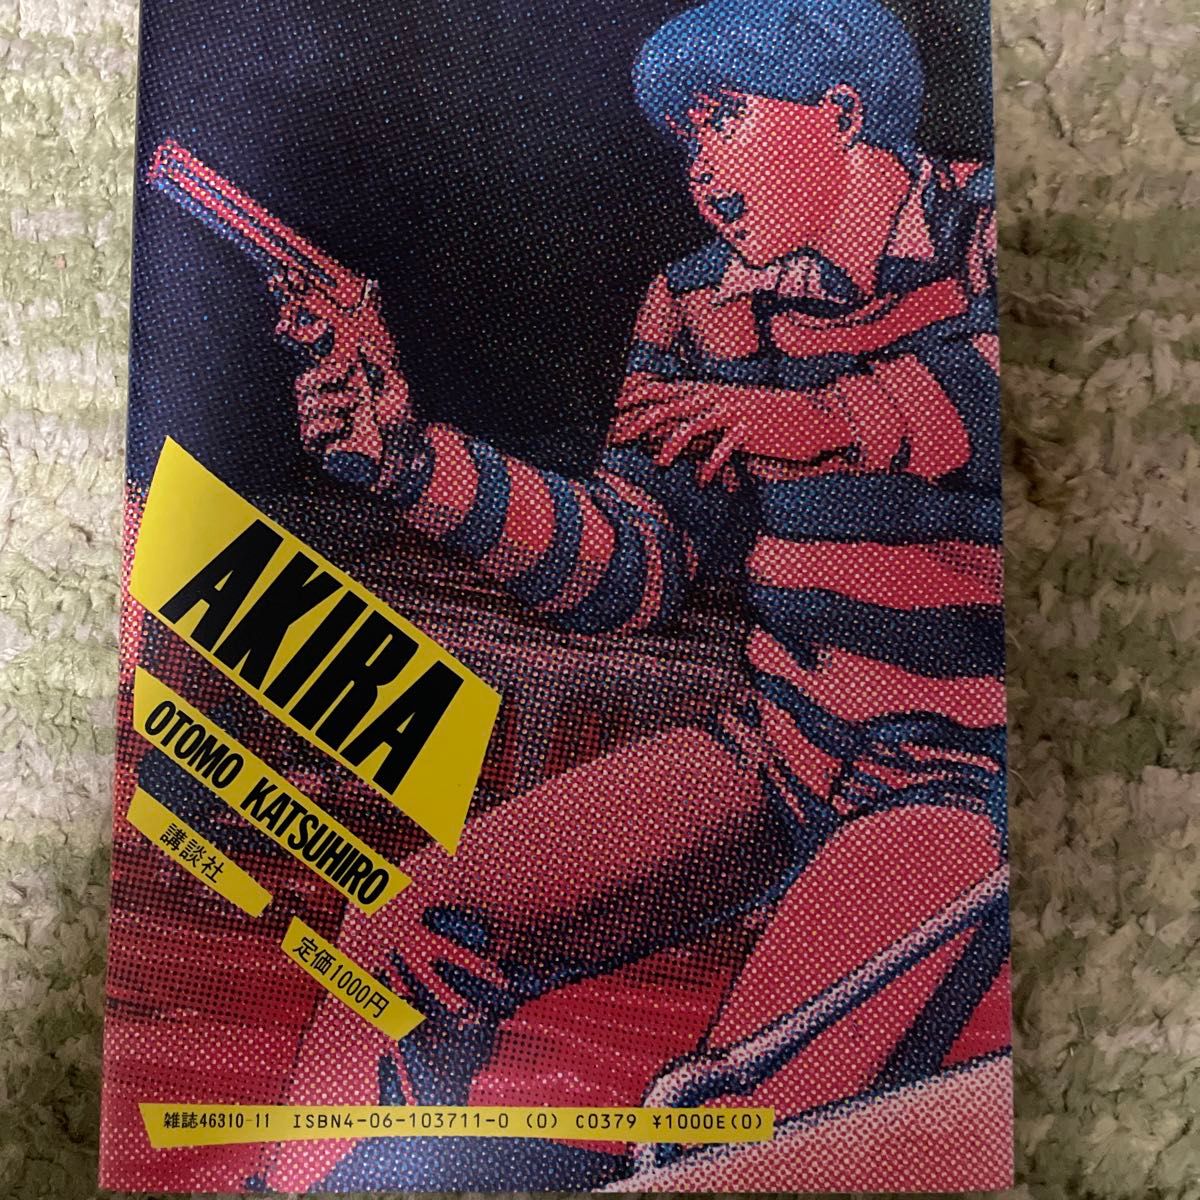 AKIRA
OTOMO KATSUHIRO
講談社
定価1000円
雑誌46310-11 ISBN4-06-103711-0 (0) C0379 ¥1000E(0)